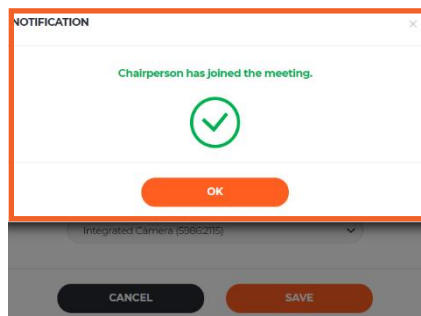 NOTIFICATION ×
Chairperson has joined the meeting.
OK
Integrated Camera (5986:2115)
CANCEL SAVE